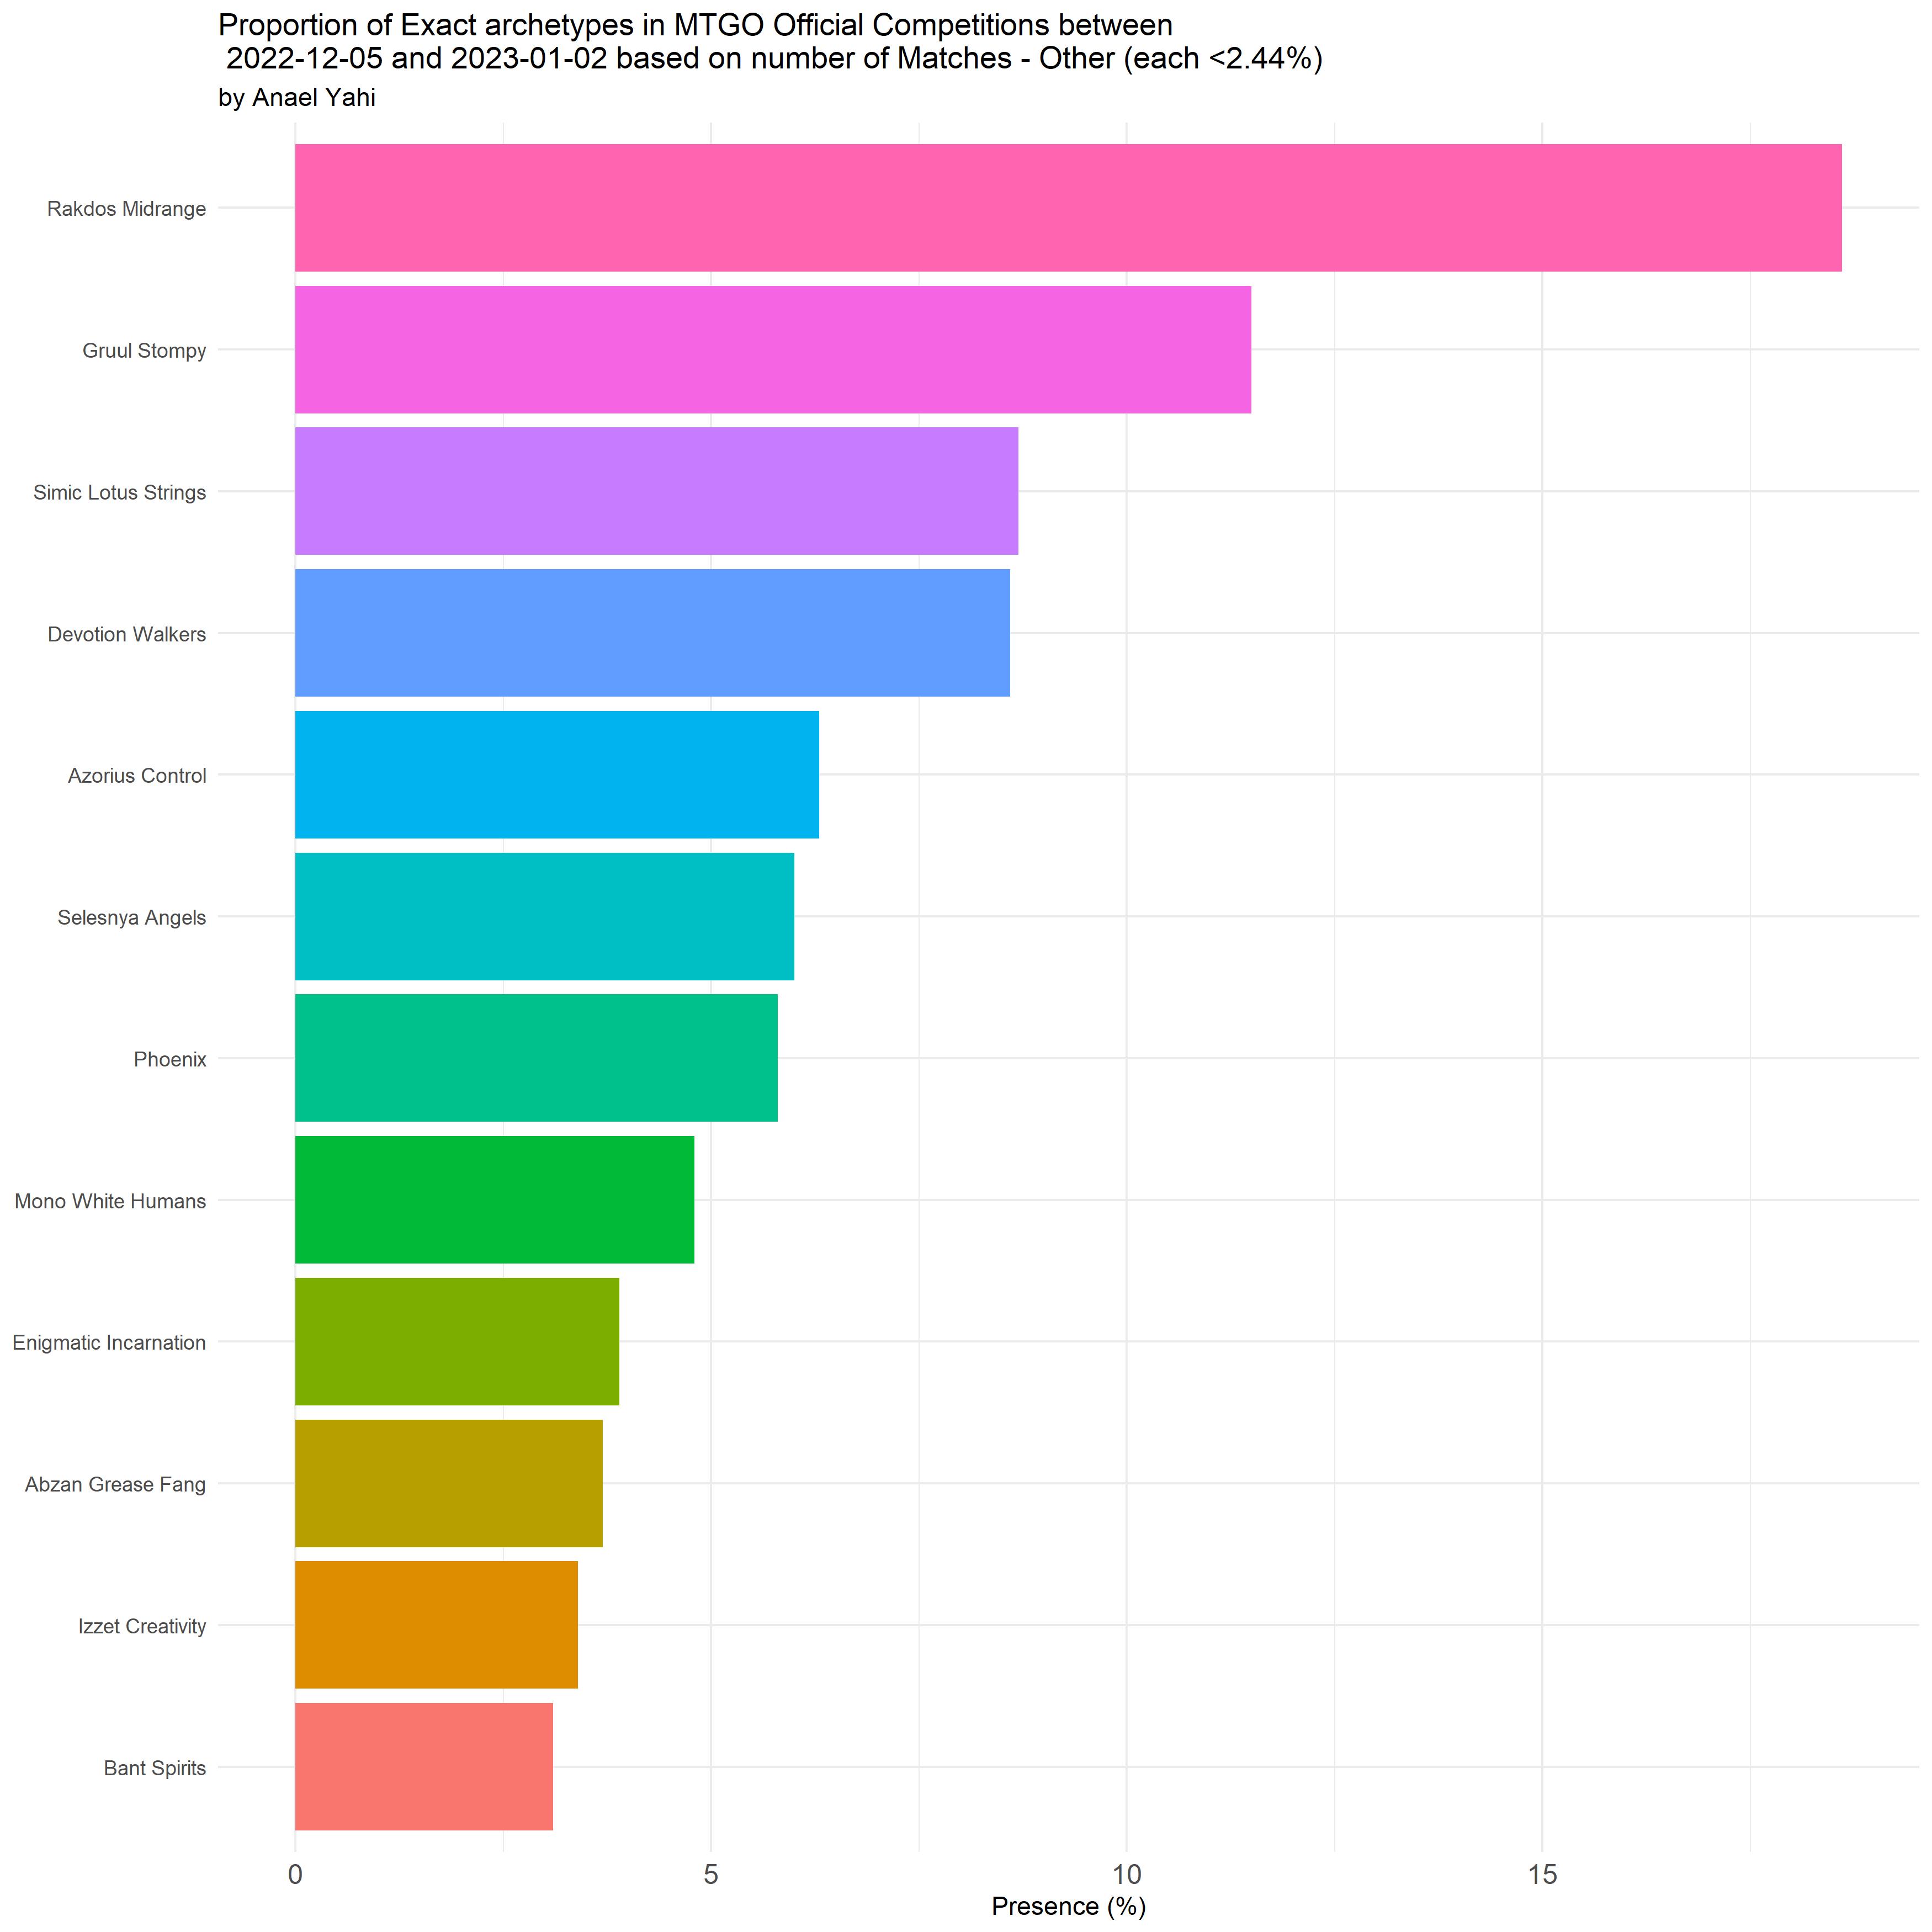 Proportion of Exact archetypes in MTGO Official Competitions between
2022-12-05 and 2023-01-02 based on number of Matches - Other (each <2.44%)
by Anael Yahi
Rakdos Midrange
Gruul Stompy
Simic Lotus Strings
Devotion Walkers
Azorius Control
Selesnya Angels
Phoenix
Mono White Humans
Enigmatic Incarnation
Abzan Grease Fang
Izzet Creativity
Bant Spirits
0 5 10 15
Presence (%)